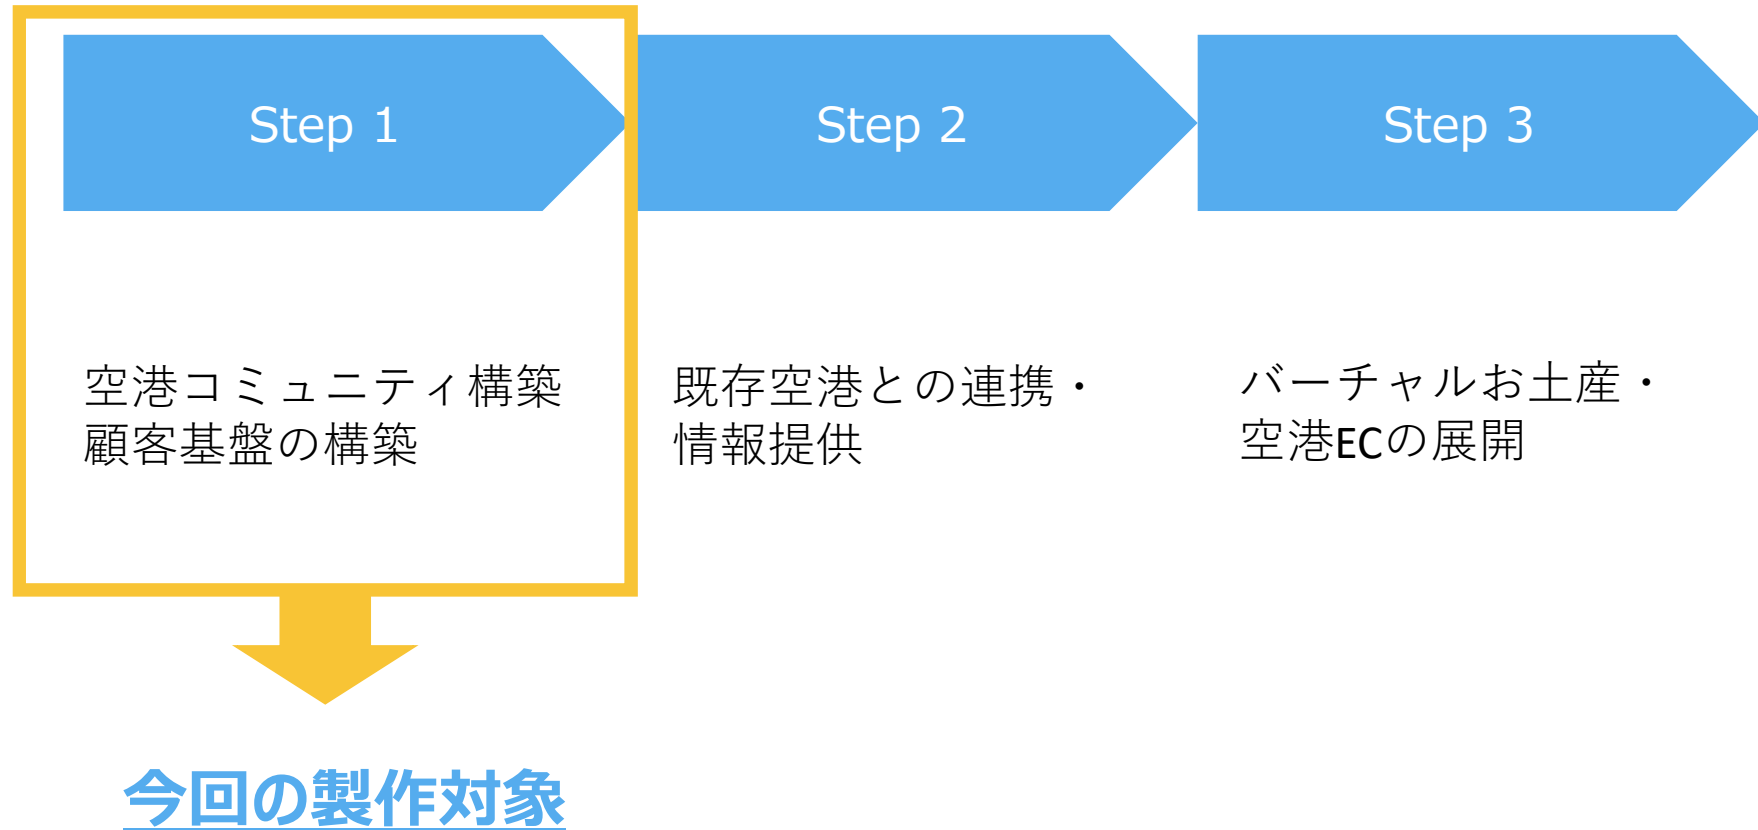 Step 1
Step 2
Step 3
空港コミュニティ構築
顧客基盤の構築
既存空港との連携・
情報提供
バーチャルお土産・
空港ECの展開
今回の製作対象